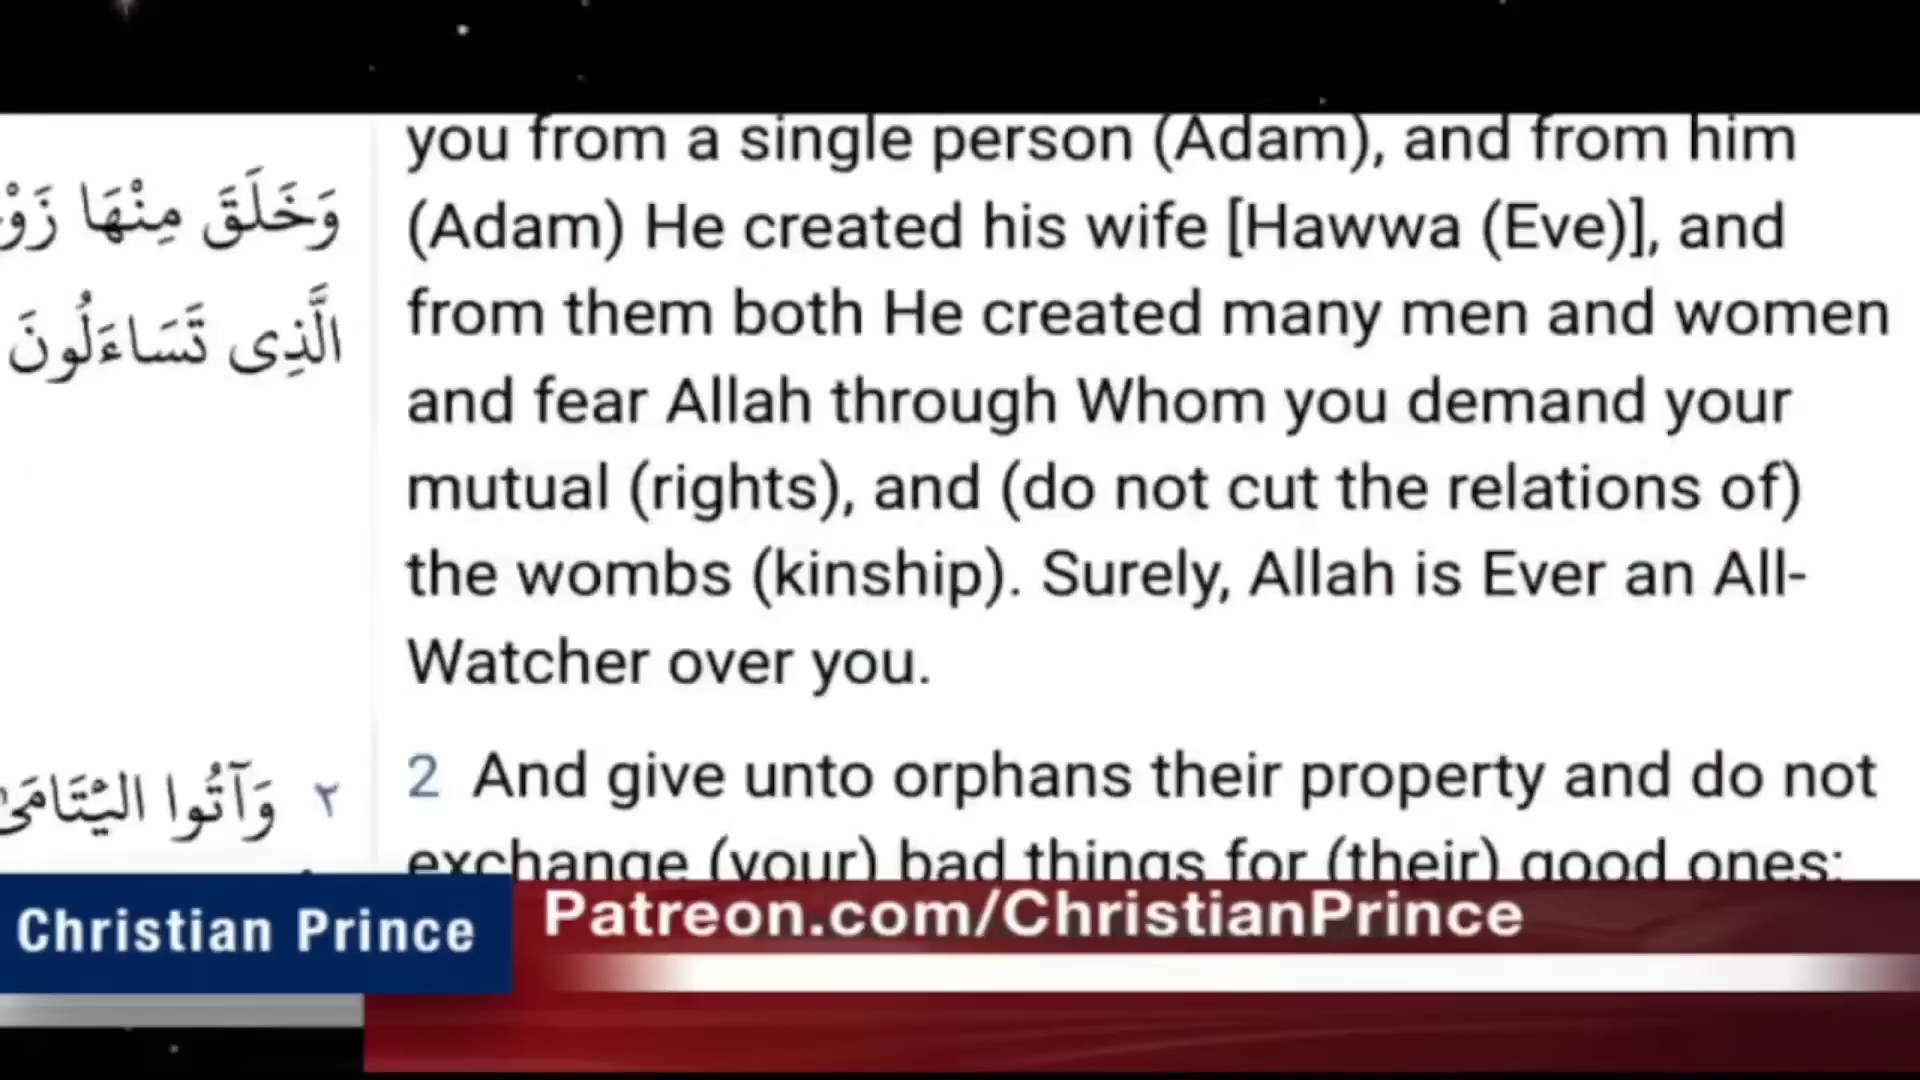 you from a single person (Adam), and from him
(Adam) He created his wife [Hawwa (Eve)], and
from them both He created many men and women
and fear Allah through Whom you demand your
mutual (rights), and (do not cut the relations of)
the wombs (kinship). Surely, Allah is Ever an All-
Watcher over you.
2 And give unto orphans their property and do not
exchange (your) bad things for (their) good ones;
وَخَلَقَ مِنْهَا
الَّذِى تَسَاءَلُونَ
٢ وَآتُوا الْيَتَامَىٰ
Christian Prince
Patreon.com/ChristianPrince